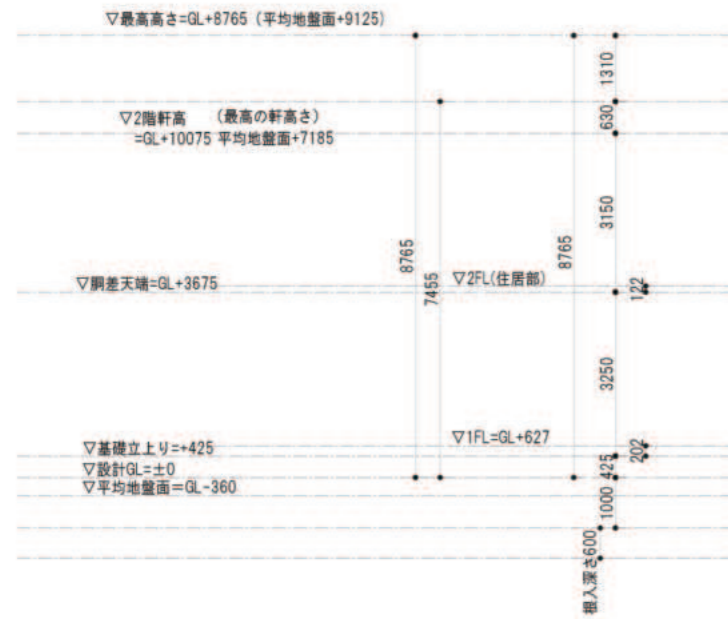 ▽最高高さ=GL+8765 (平均地盤面+9125)
1310
▽2階軒高 (最高の軒高さ)
=GL+10075 平均地盤面+7185
630
3150
8765
7455
8765
▽胴差天端=GL+3675
▽2FL(住居部)
122
3250
▽1FL=GL+627
▽基礎立上り=+425
202
▽設計GL=±0
425
▽平均地盤面=GL-360
1000
根入深さ600